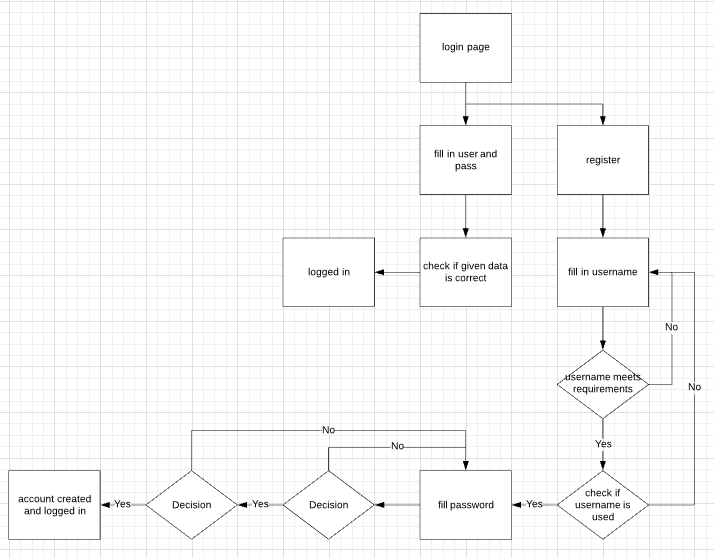 login page
fill in user and
pass
register
logged in
check if given data
is correct
fill in username
No
username meets
requirements
No
Yes
No
No
account created
and logged in
Yes
Decision
Yes
Decision
fill password
Yes
check if
username is
used